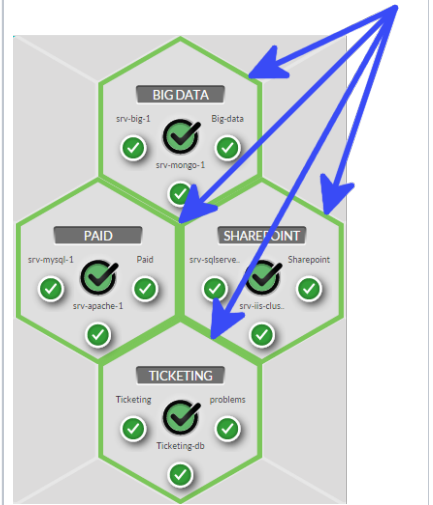 BIG DATA
srv-big-1
Big-data
srv-mongo-1
PAID
srv-mysql-1
Paid
srv-apache-1
SHAREPOINT
srv-sqlserve..
Sharepoint
srv-iis-clus..
TICKETING
Ticketing
problems
Ticketing-db